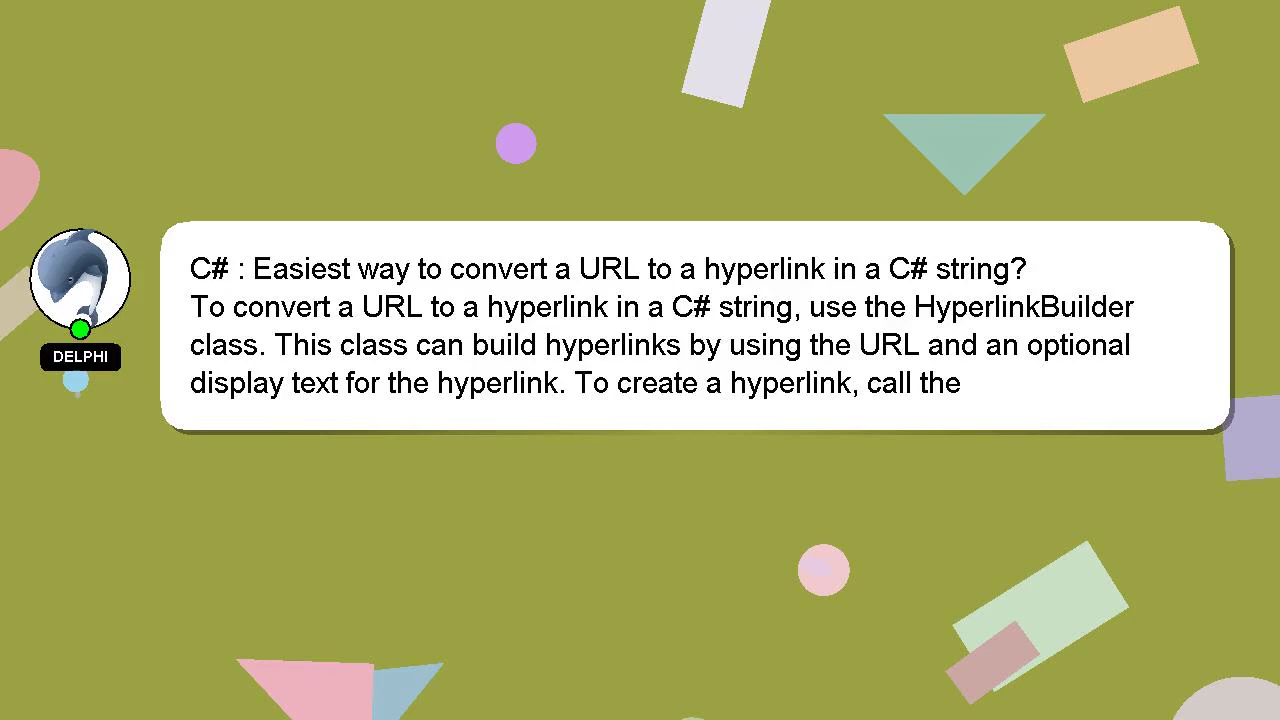 C# : Easiest way to convert a URL to a hyperlink in a C# string?
To convert a URL to a hyperlink in a C# string, use the HyperlinkBuilder
class. This class can build hyperlinks by using the URL and an optional
display text for the hyperlink. To create a hyperlink, call the
DELPHI